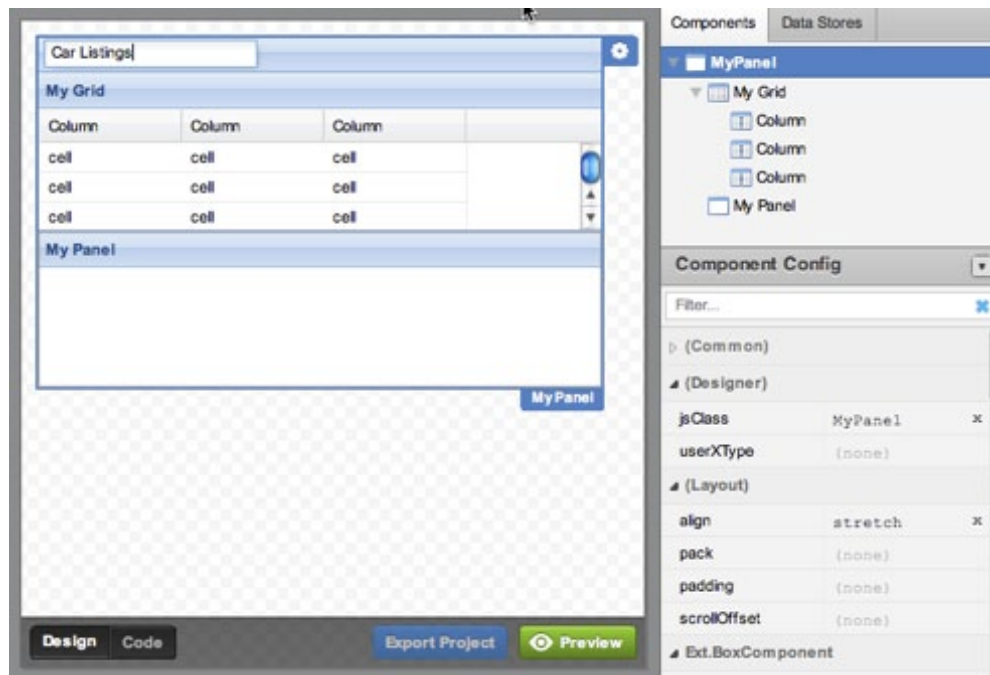 Car Listings
My Grid
Column Column Column
cell cell cell
cell cell cell
cell cell cell
My Panel
MyPanel
Design Code Export Project Preview
Components Data Stores
MyPanel
My Grid
Column
Column
Column
My Panel
Component Config
Filter...
(Common)
(Designer)
jsClass MyPanel x
userXType (none)
(Layout)
align stretch x
pack (none)
padding (none)
scrollOffset (none)
Ext.BoxComponent